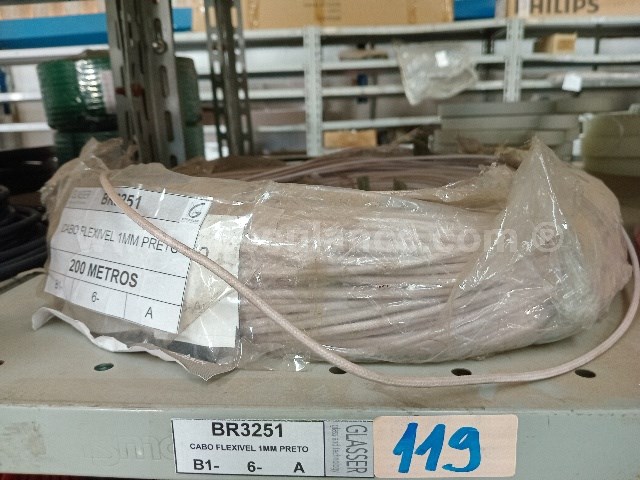 PHILIPS
BR3251
G
CABO FLEXIVEL 1MM PRETO
200 METROS
B1-
6-
A
BR3251
CABO FLEXIVEL 1MM PRETO
B1- 6- A
GLASSER
119